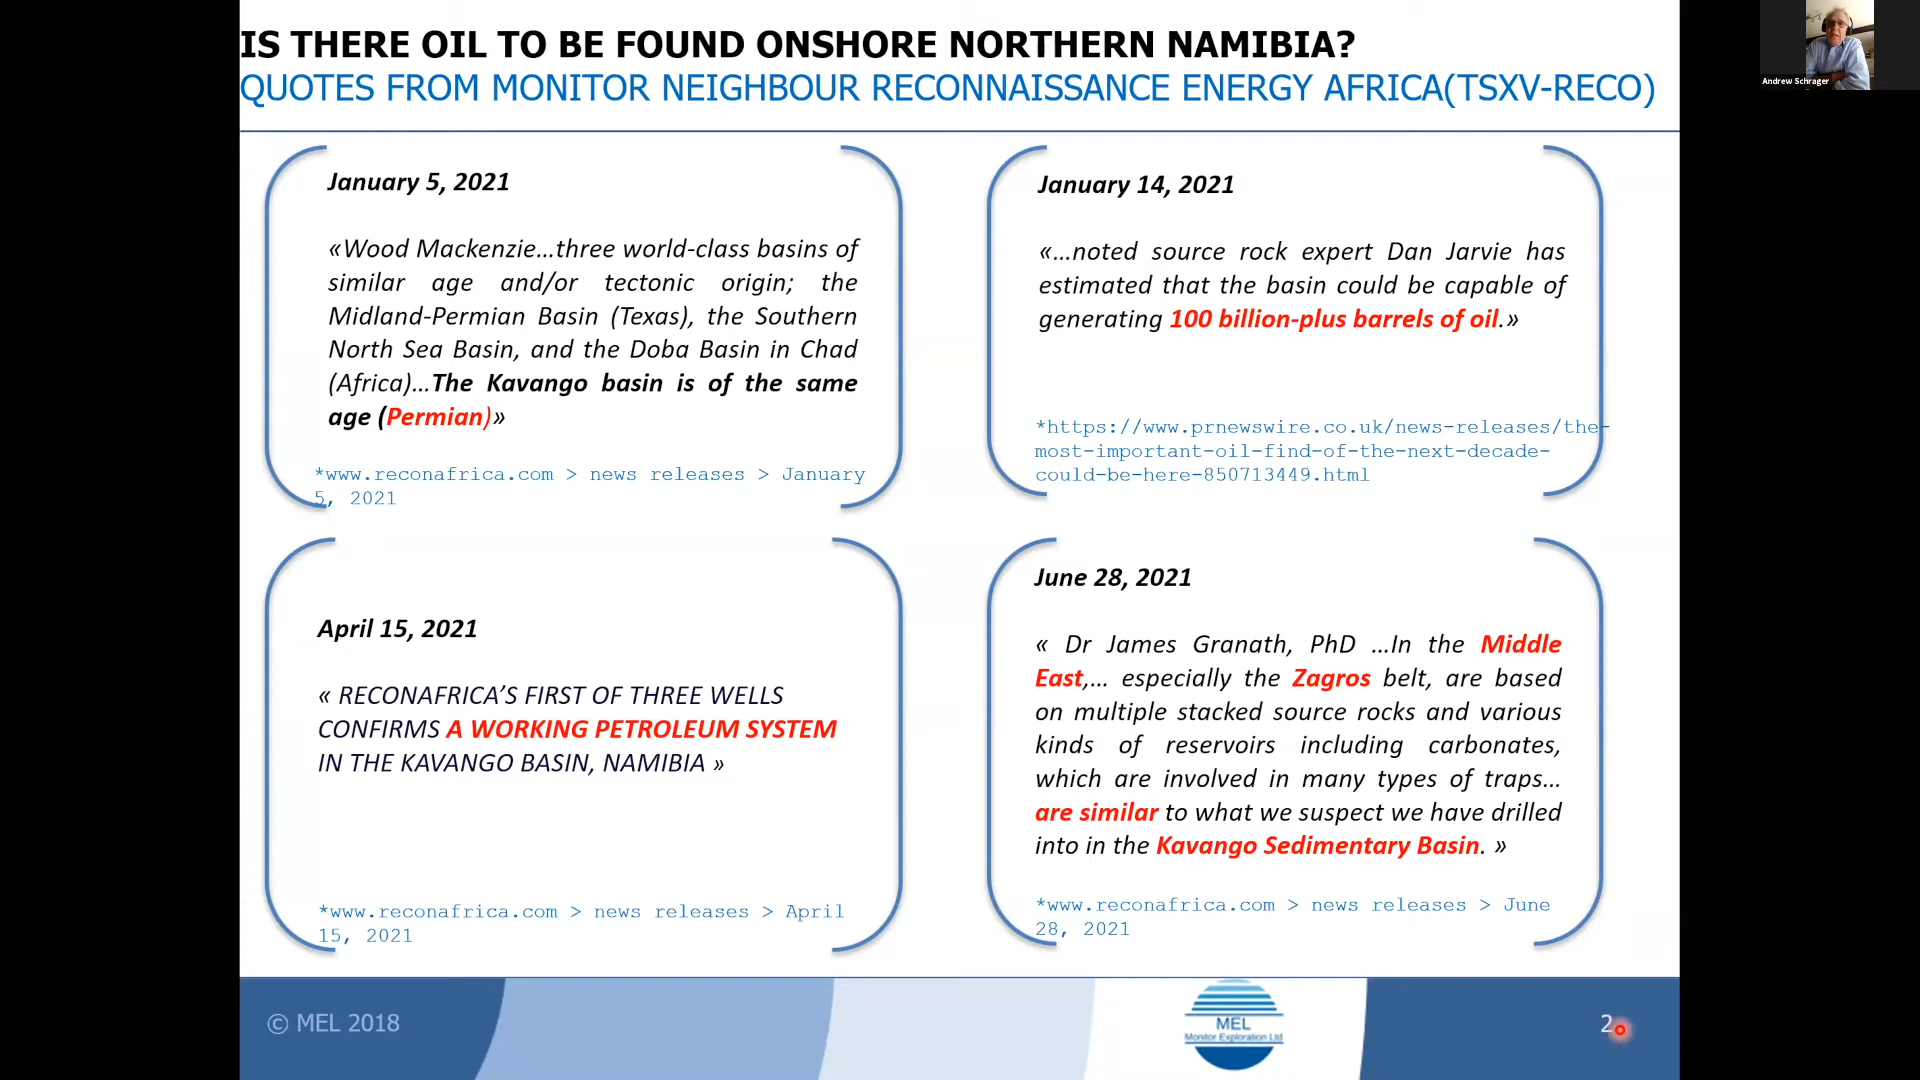 IS THERE OIL TO BE FOUND ONSHORE NORTHERN NAMIBIA?
QUOTES FROM MONITOR NEIGHBOUR RECONNAISSANCE ENERGY AFRICA(TSXV-RECO)
Andrew Schrager
January 5, 2021
«Wood Mackenzie…three world-class basins of
similar age and/or tectonic origin; the
Midland-Permian Basin (Texas), the Southern
North Sea Basin, and the Doba Basin in Chad
(Africa)…The Kavango basin is of the same
age (Permian)»
*www.reconafrica.com > news releases > January
5, 2021
January 14, 2021
«…noted source rock expert Dan Jarvie has
estimated that the basin could be capable of
generating 100 billion-plus barrels of oil.»
*https://www.prnewswire.co.uk/news-releases/the-
most-important-oil-find-of-the-next-decade-
could-be-here-850713449.html
April 15, 2021
« RECONAFRICA’S FIRST OF THREE WELLS
CONFIRMS A WORKING PETROLEUM SYSTEM
IN THE KAVANGO BASIN, NAMIBIA »
*www.reconafrica.com > news releases > April
15, 2021
June 28, 2021
« Dr James Granath, PhD …In the Middle
East,… especially the Zagros belt, are based
on multiple stacked source rocks and various
kinds of reservoirs including carbonates,
which are involved in many types of traps…
are similar to what we suspect we have drilled
into in the Kavango Sedimentary Basin. »
*www.reconafrica.com > news releases > June
28, 2021
© MEL 2018
MEL
Monitor Exploration Ltd
2